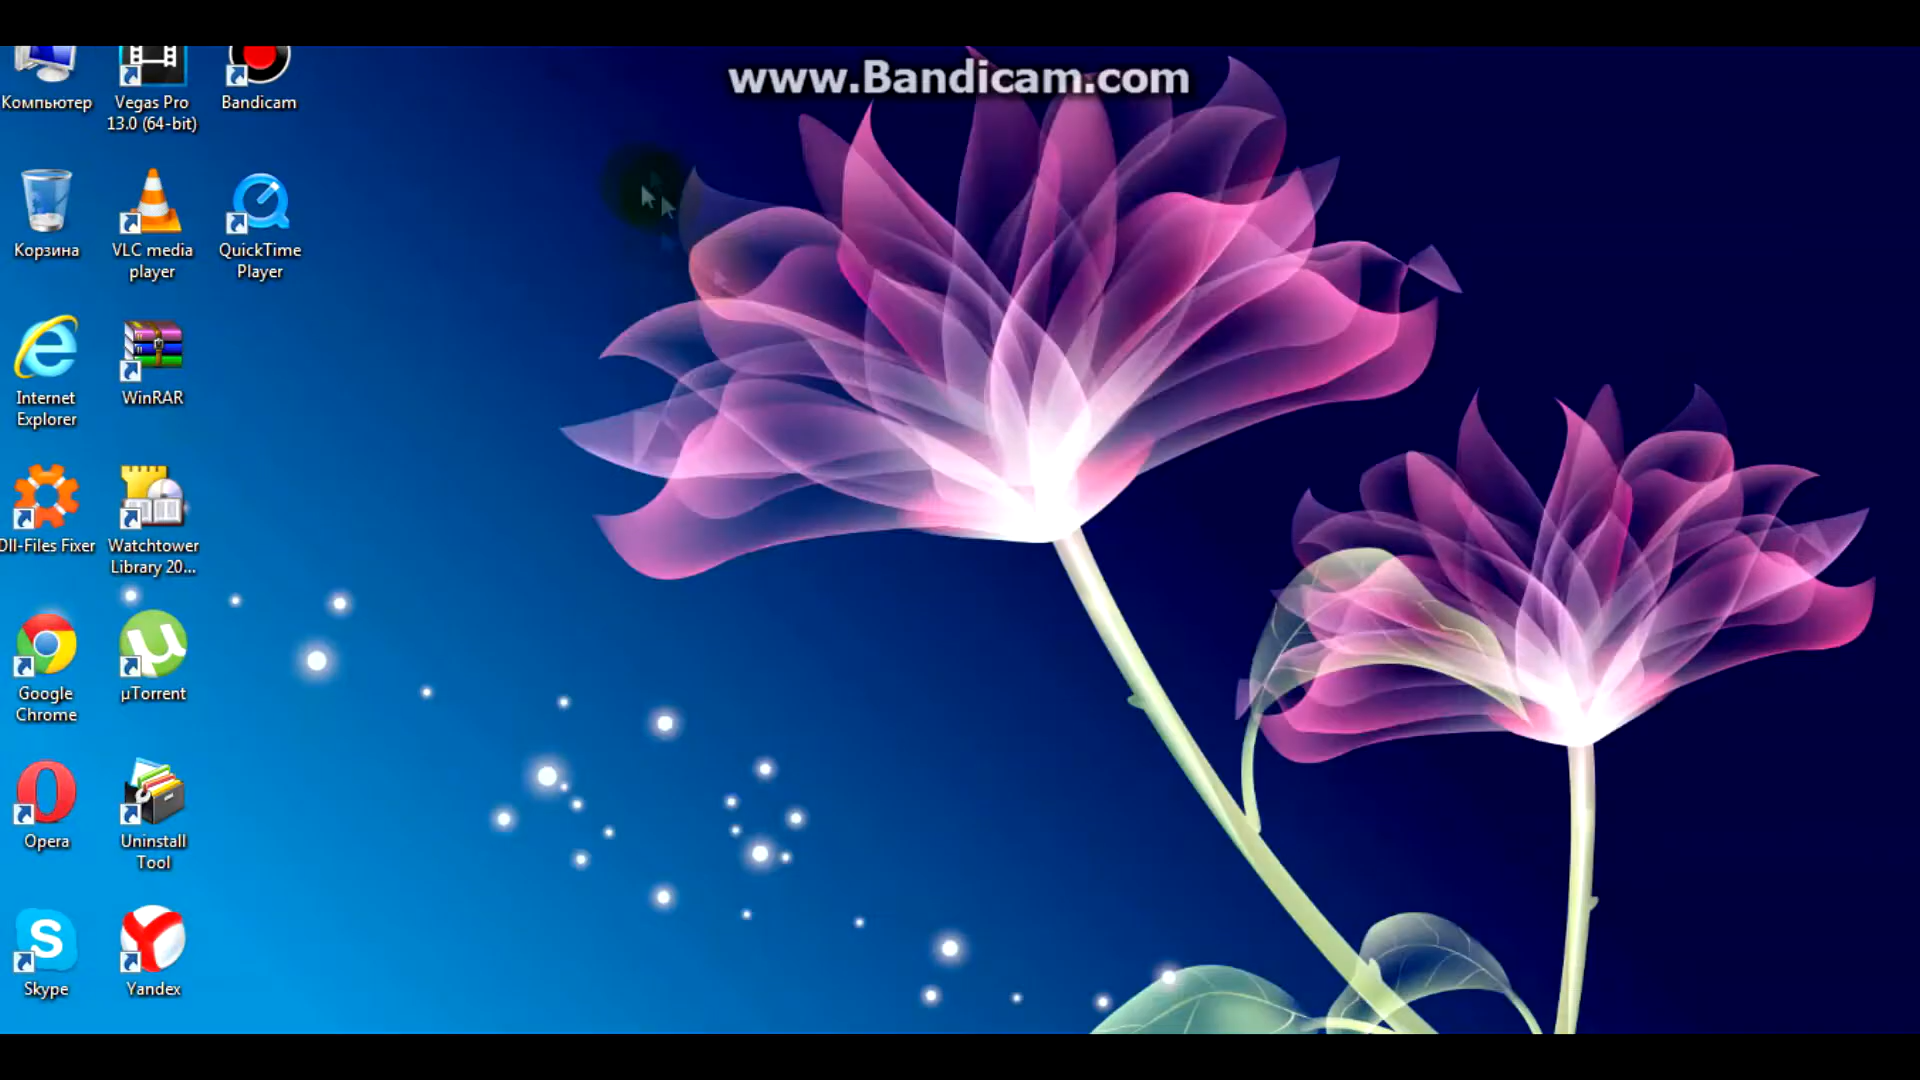 www.Bandicam.com
Компьютер
Vegas Pro
13.0 (64-bit)
Bandicam
Корзина
VLC media
player
QuickTime
Player
Internet
Explorer
WinRAR
Dll-Files Fixer
Watchtower
Library 20...
Google
Chrome
µTorrent
Opera
Uninstall
Tool
Skype
Yandex